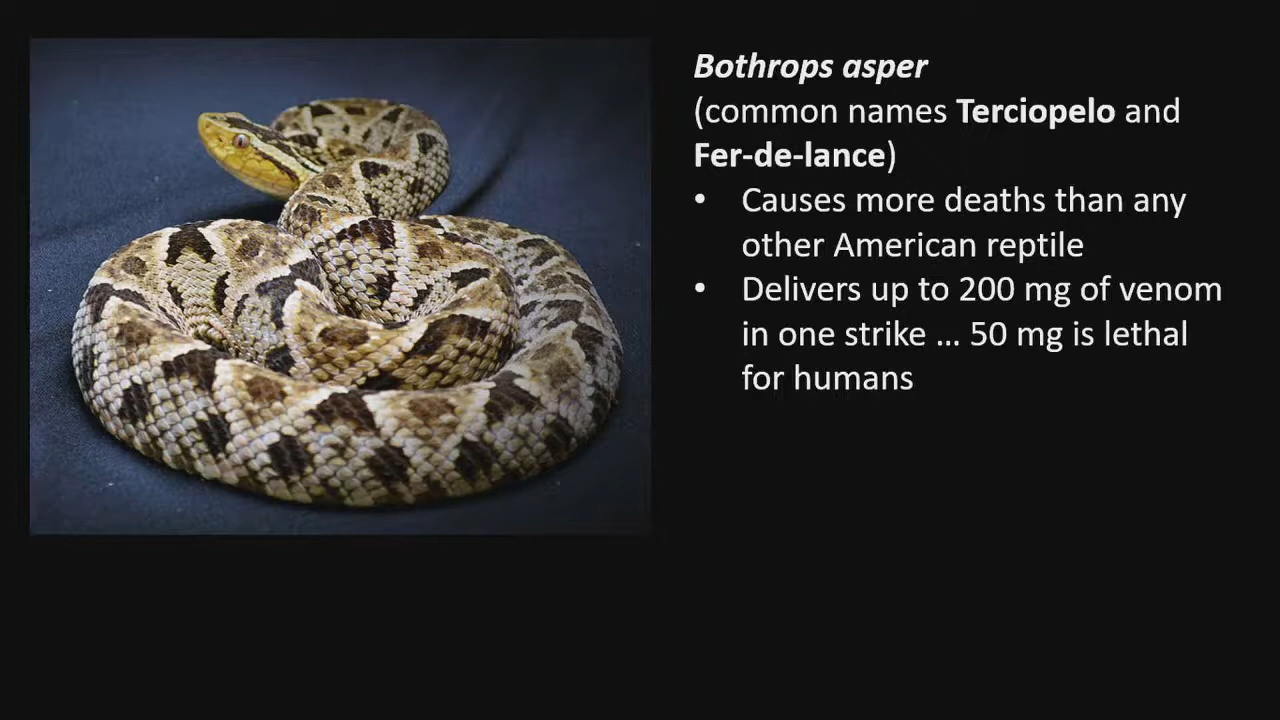 Bothrops asper
(common names Terciopelo and
Fer-de-lance)
• Causes more deaths than any
other American reptile
• Delivers up to 200 mg of venom
in one strike … 50 mg is lethal
for humans